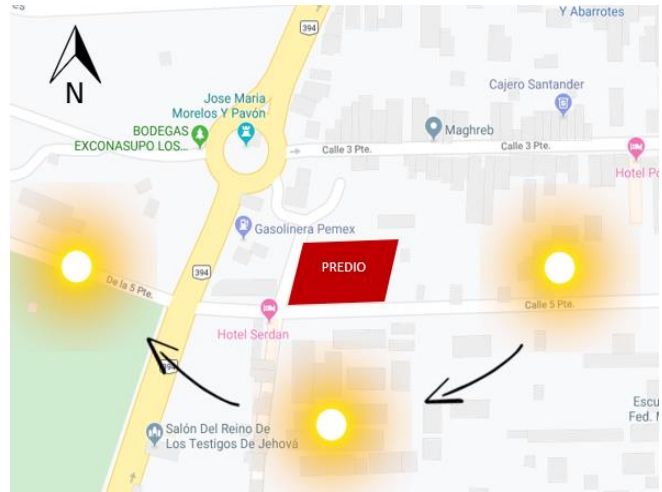 Y Abarrotes
394
N
Jose Maria
Morelos Y Pavón
Cajero Santander
BODEGAS
EXCONASUPO LOS...
Maghreb
Calle 3 Pte.
Calle 3 Pte.
Hotel Po
Gasolinera Pemex
PREDIO
394
De la 5 Pte.
Calle 5 Pte.
Hotel Serdan
394
Escu
Fed. M
Salón Del Reino De
Los Testigos De Jehová